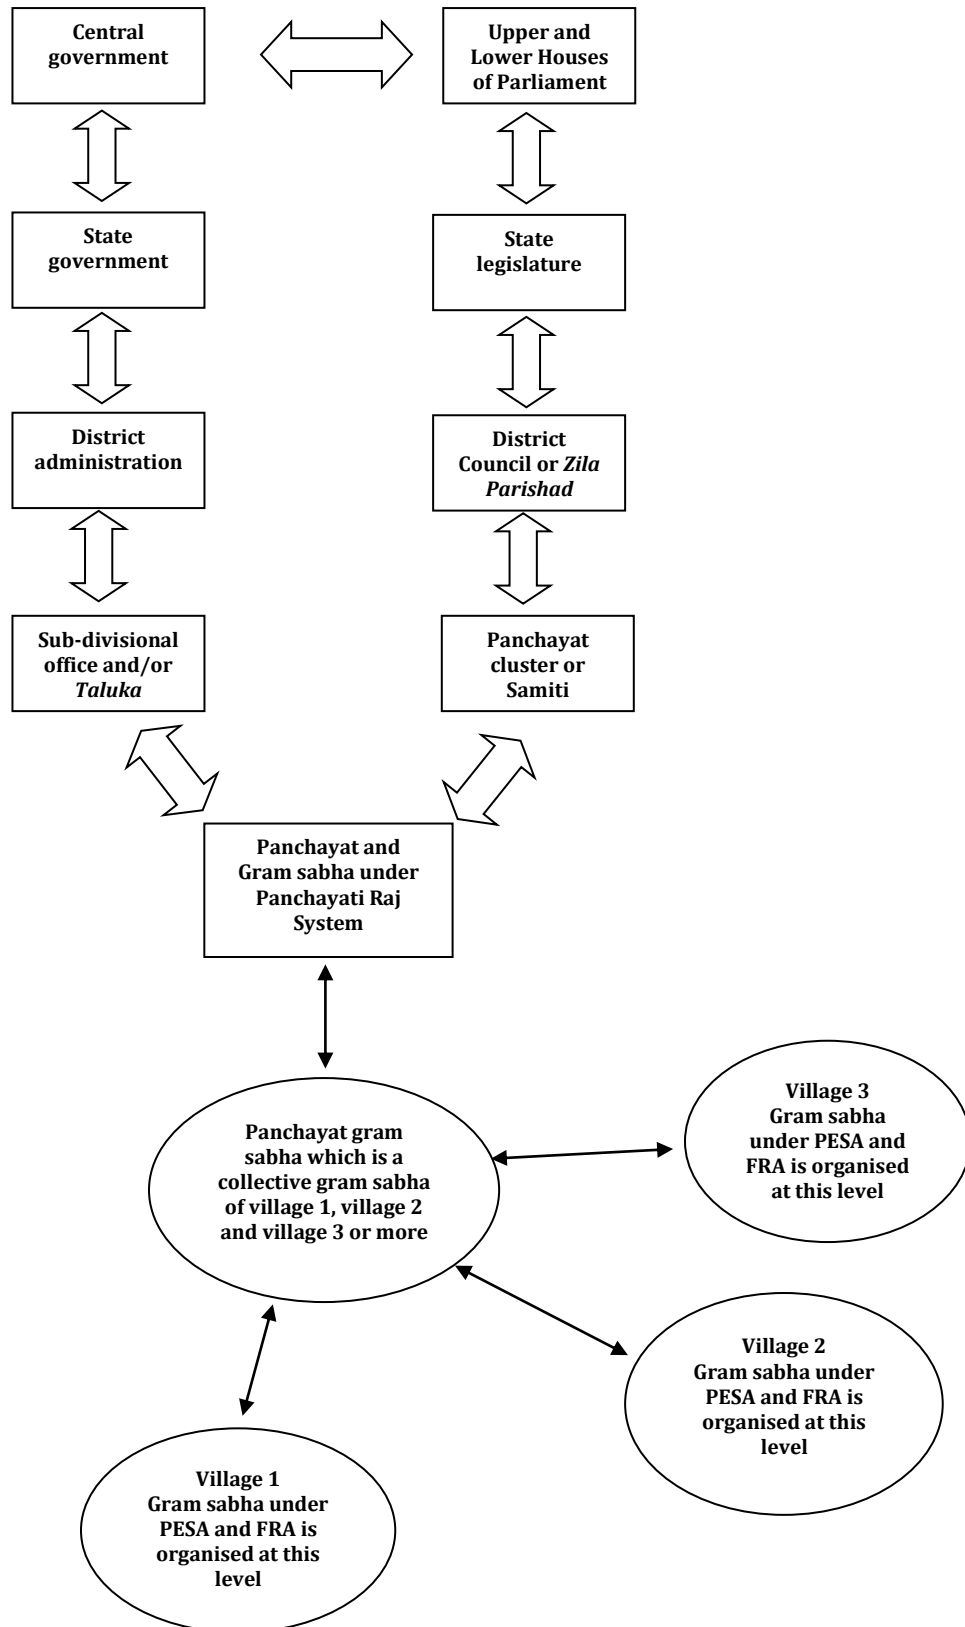 Central
government
Upper and
Lower Houses
of Parliament
State
government
State
legislature
District
administration
District
Council or Zila
Parishad
Sub-divisional
office and/or
Taluka
Panchayat
cluster or
Samiti
Panchayat and
Gram sabha under
Panchayati Raj
System
Panchayat gram
sabha which is a
collective gram sabha
of village 1, village 2
and village 3 or more
Village 3
Gram sabha
under PESA and
FRA is organised
at this level
Village 2
Gram sabha under
PESA and FRA is
organised at this
level
Village 1
Gram sabha under
PESA and FRA is
organised at this
level